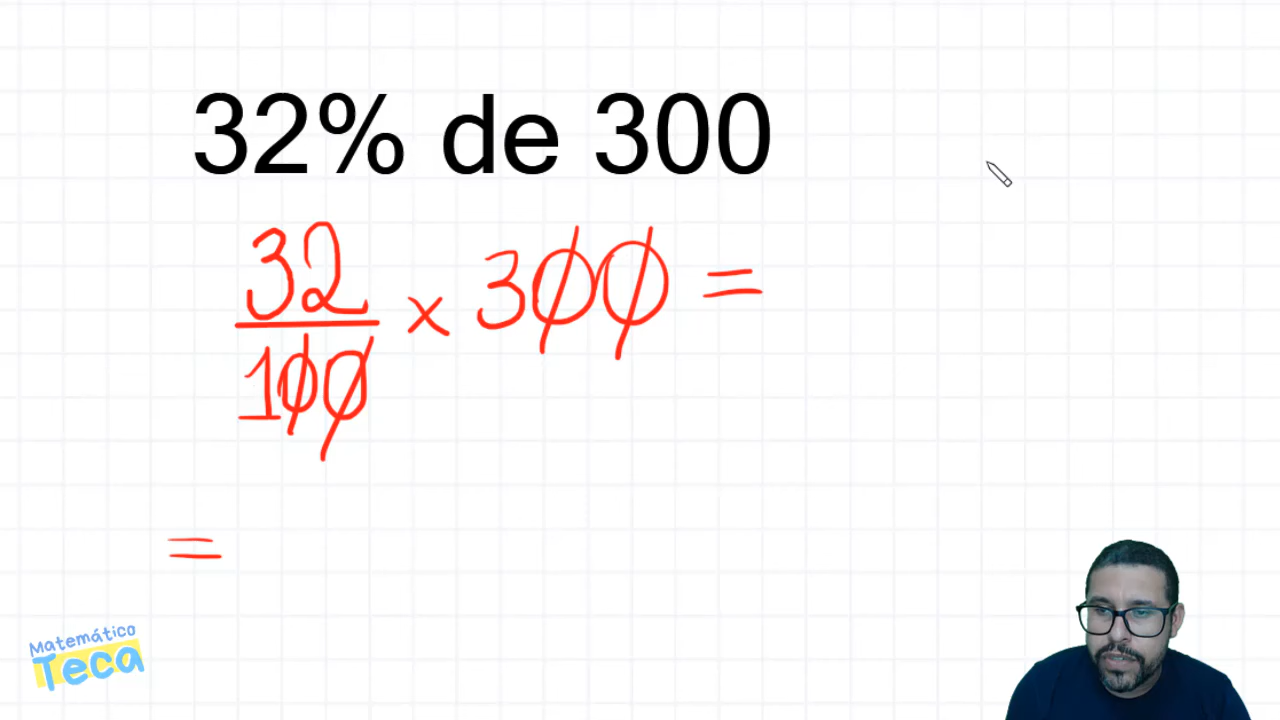 32% de 300
32/100 x 300 =
=
Matemático
Teca